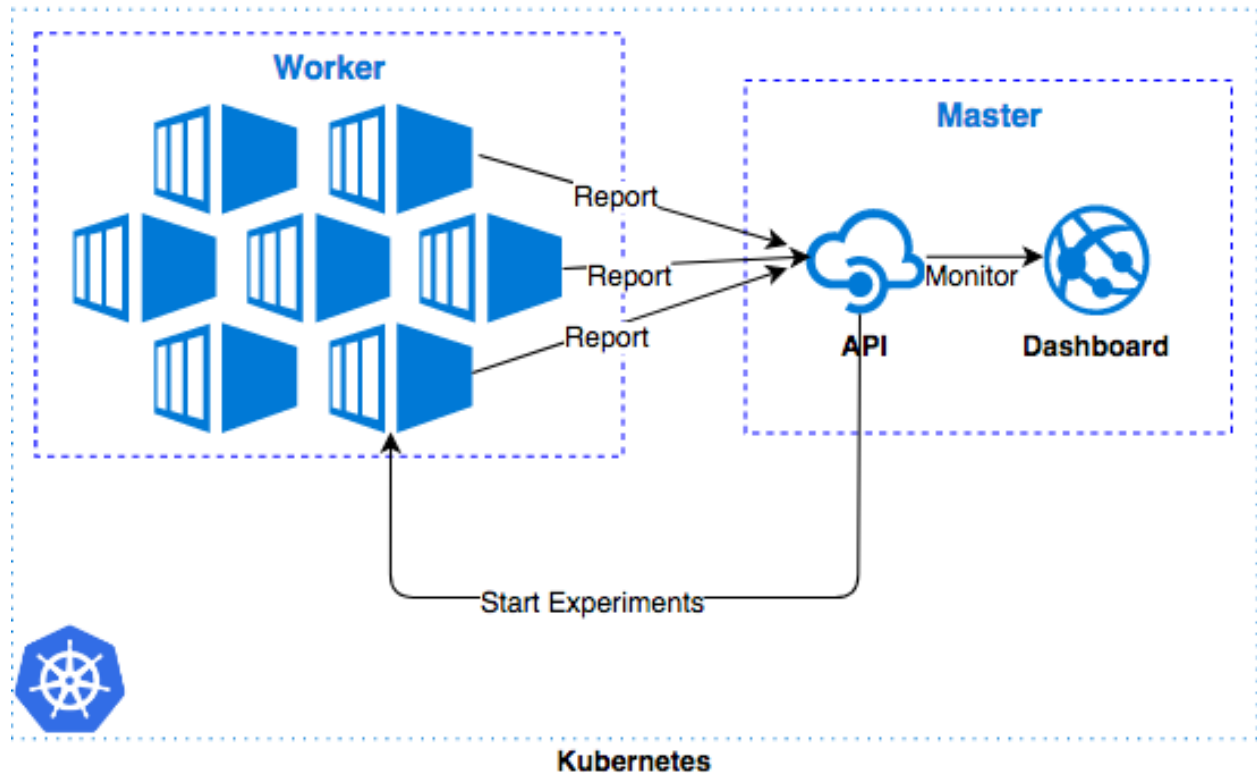 Worker
Master
Report
Report
Report
Monitor
API
Dashboard
Start Experiments
Kubernetes